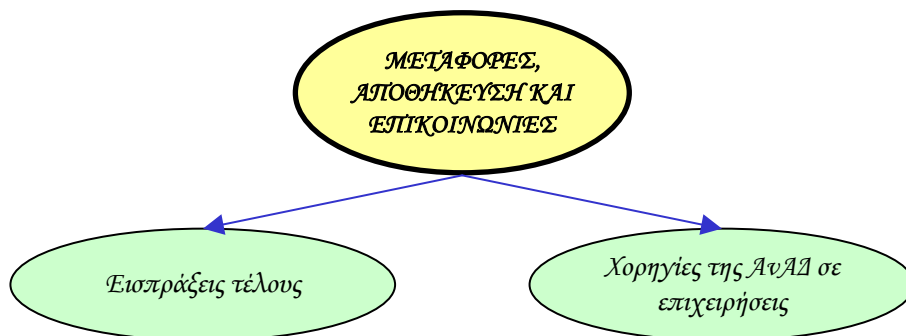 ΜΕΤΑΦΟΡΕΣ,
ΑΠΟΘΗΚΕΥΣΗ ΚΑΙ
ΕΠΙΚΟΙΝΩΝΙΕΣ
Εισπράξεις τέλους
Χορηγίες της ΑνΑΔ σε
επιχειρήσεις